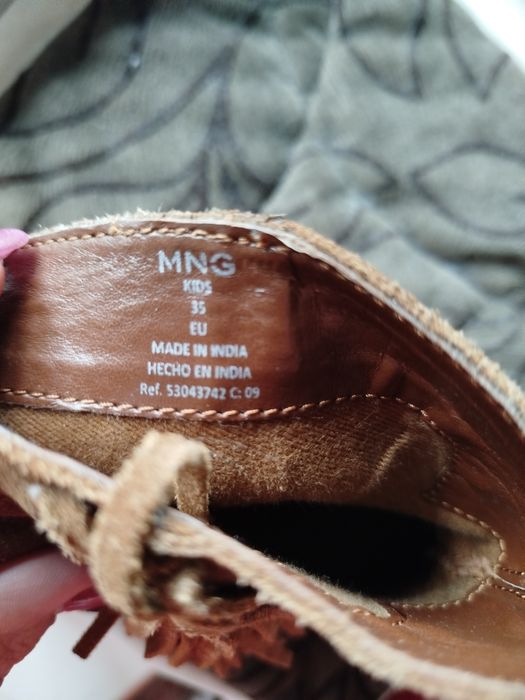 MNG
KIDS
35
EU
MADE IN INDIA
HECHO EN INDIA
Ref. 53043742 C: 09